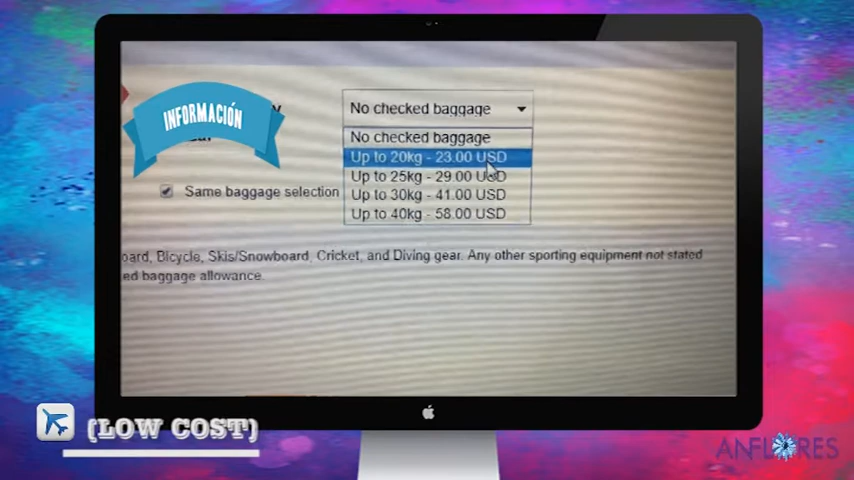 INFORMACIÓN
No checked baggage
No checked baggage
Up to 20kg - 23.00 USD
Up to 25kg - 29.00 USD
Same baggage selection
Up to 30kg - 41.00 USD
Up to 40kg - 58.00 USD
oard, Bicycle, Skis/Snowboard, Cricket, and Diving gear. Any other sporting equipment not stated
ed baggage allowance.
(LOW COST)
ANFLORES